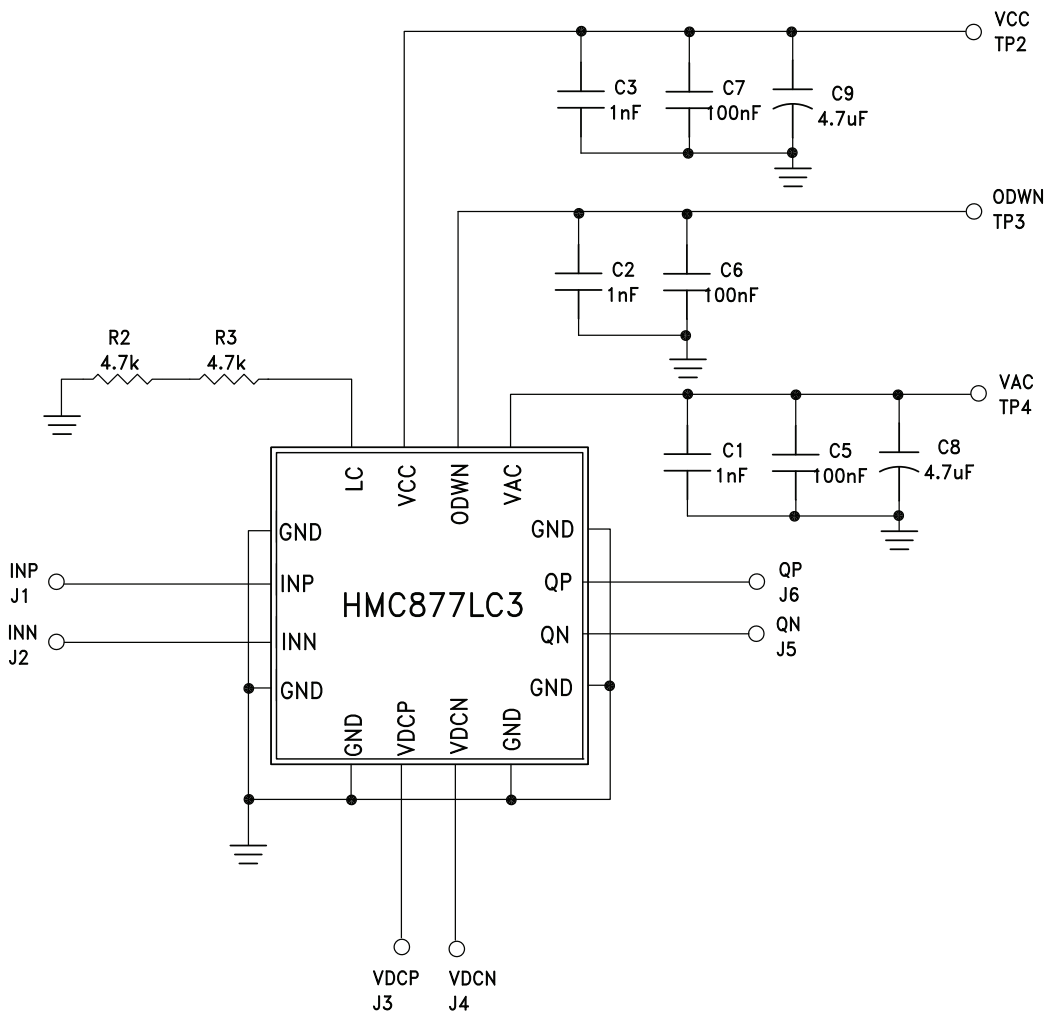 VCC
TP2
C3
1nF
C7
100nF
C9
4.7uF
ODWN
TP3
C2
1nF
C6
100nF
R2
4.7k
R3
4.7k
VAC
TP4
C1
1nF
C5
100nF
C8
4.7uF
LC
VCC
ODWN
VAC
GND
GND
INP
J1
INP
QP
QP
J6
HMC877LC3
INN
J2
INN
QN
QN
J5
GND
GND
GND
VDCP
VDCN
GND
VDCP
J3
VDCN
J4